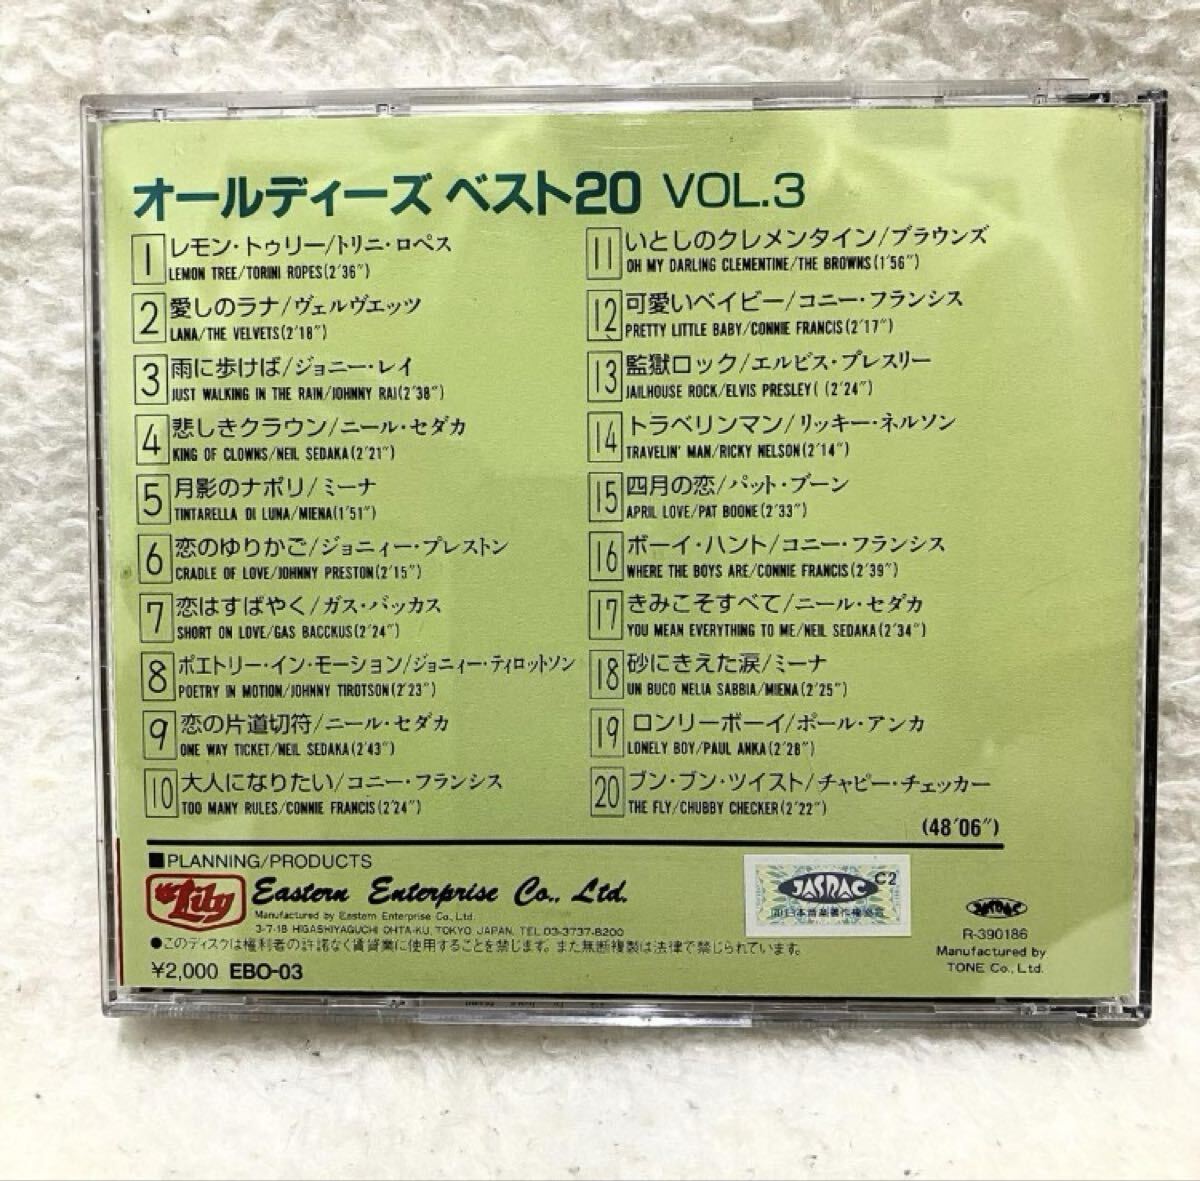 オールディーズ ベスト20 VOL.3
1 レモン・トゥリー/トリニ・ロペス
LEMON TREE/TORINI ROPES(2'36")
2 愛しのラナ/ヴェルヴエッツ
LANA/THE VELVETS(2'18")
3 雨に歩けば/ジョニー・レイ
JUST WALKING IN THE RAIN/JOHNNY RAI(2'38")
4 悲しきクラウン/ニール・セダカ
KING OF CLOWNS/NEIL SEDAKA(2'21")
5 月影のナポリ/ミーナ
TINTARELLA DI LUNA/MIENA(1'51")
6 恋のゆりかご/ジョニィー・プレストン
CRADLE OF LOVE/JOHNNY PRESTON(2'15")
7 恋はすばやく/ガス・バッカス
SHORT ON LOVE/GAS BACCKUS(2'24")
8 ポエトリー・イン・モーション/ジョニィー・ティロットソン
POETRY IN MOTION/JOHNNY TIROTSON(2'23")
9 恋の片道切符/ニール・セダカ
ONE WAY TICKET/NEIL SEDAKA(2'43")
10 大人になりたい/コニー・フランシス
TOO MANY RULES/CONNIE FRANCIS(2'24")
11 いとしのクレメンタイン/ブラウンズ
OH MY DARLING CLEMENTINE/THE BROWNS(1'56")
12 可愛いベイビー/コニー・フランシス
PRETTY LITTLE BABY/CONNIE FRANCIS(2'17")
13 監獄ロック/エルビス・プレスリー
JAILHOUSE ROCK/ELVIS PRESLEY( (2'24")
14 トラベリンマン/リッキー・ネルソン
TRAVELIN' MAN/RICKY NELSON(2'14")
15 四月の恋/パット・ブーン
APRIL LOVE/PAT BOONE(2'33")
16 ボーイ・ハント/コニー・フランシス
WHERE THE BOYS ARE/CONNIE FRANCIS(2'39")
17 きみこそすべて/ニール・セダカ
YOU MEAN EVERYTHING TO ME/NEIL SEDAKA(2'34")
18 砂にきえた涙/ミーナ
UN BUCO NELIA SABBIA/MIENA(2'25")
19 ロンリーボーイ/ポール・アンカ
LONELY BOY/PAUL ANKA(2'28")
20 ブン・ブン・ツイスト/チャビー・チェッカー
THE FLY/CHUBBY CHECKER(2'22")
(48'06")
■PLANNING/PRODUCTS
Lily Eastern Enterprise Co., Ltd.
Manufactured by Eastern Enterprise Co., Ltd.
3-7-18 HIGASHIYAGUCHI OHTA-KU, TOKYO JAPAN, TEL 03-3737-8200
●このディスクは権利者の許諾なく賃貸業に使用することを禁じます。また無断複製は法律で禁じられています。
¥2,000 EBO-03
JASRAC C2
JASRAC
R-390186
Manufactured by
TONE Co., Ltd.